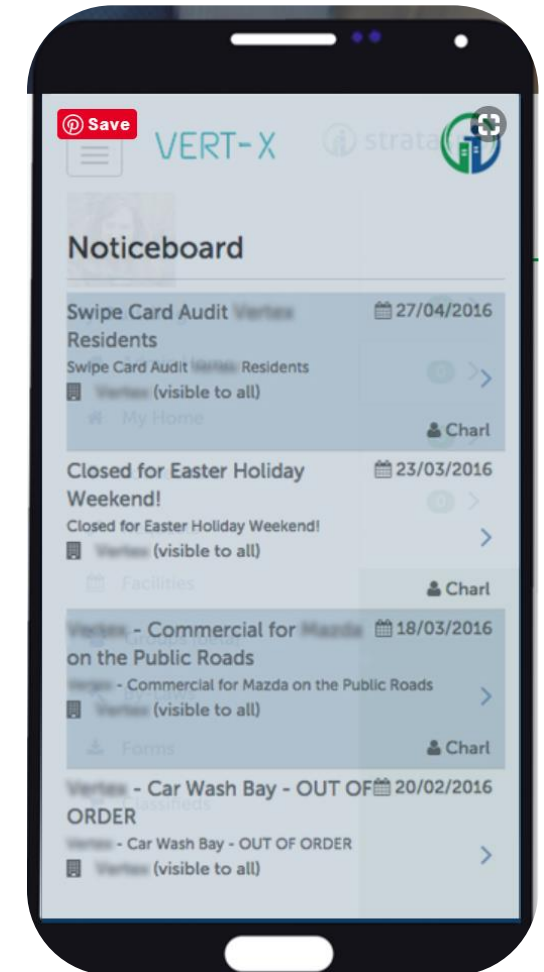 Save
VERT-X
strata
Noticeboard
Swipe Card Audit
27/04/2016
Residents
Swipe Card Audit Residents
(visible to all)
My Home
Charl
Closed for Easter Holiday
23/03/2016
Weekend!
Closed for Easter Holiday Weekend!
(visible to all)
Facilities
Charl
- Commercial for
18/03/2016
on the Public Roads
- Commercial for Mazda on the Public Roads
By-Laws
(visible to all)
Forms
Charl
- Car Wash Bay - OUT OF
20/02/2016
Classifieds
ORDER
- Car Wash Bay - OUT OF ORDER
(visible to all)